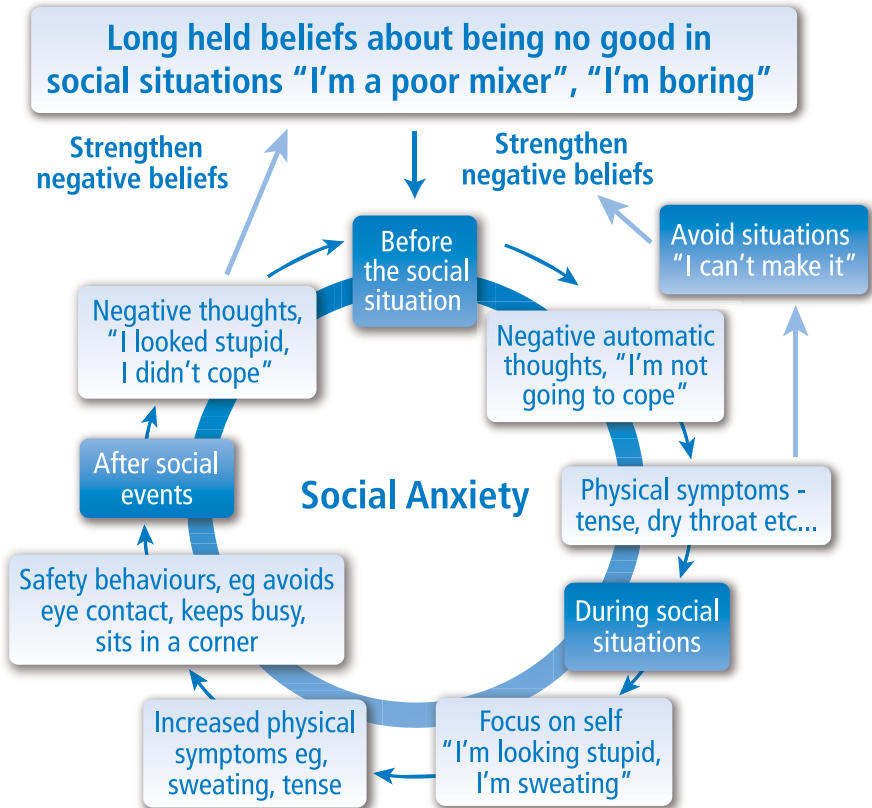 Long held beliefs about being no good in
social situations “I’m a poor mixer”, “I’m boring”
Strengthen
negative beliefs
Strengthen
negative beliefs
Before
the social
situation
Avoid situations
“I can’t make it”
Negative automatic
thoughts, “I’m not
going to cope”
Physical symptoms -
tense, dry throat etc...
During social
situations
Focus on self
“I’m looking stupid,
I’m sweating”
Increased physical
symptoms eg,
sweating, tense
Safety behaviours, eg avoids
eye contact, keeps busy,
sits in a corner
After social
events
Negative thoughts,
“I looked stupid,
I didn’t cope”
Social Anxiety